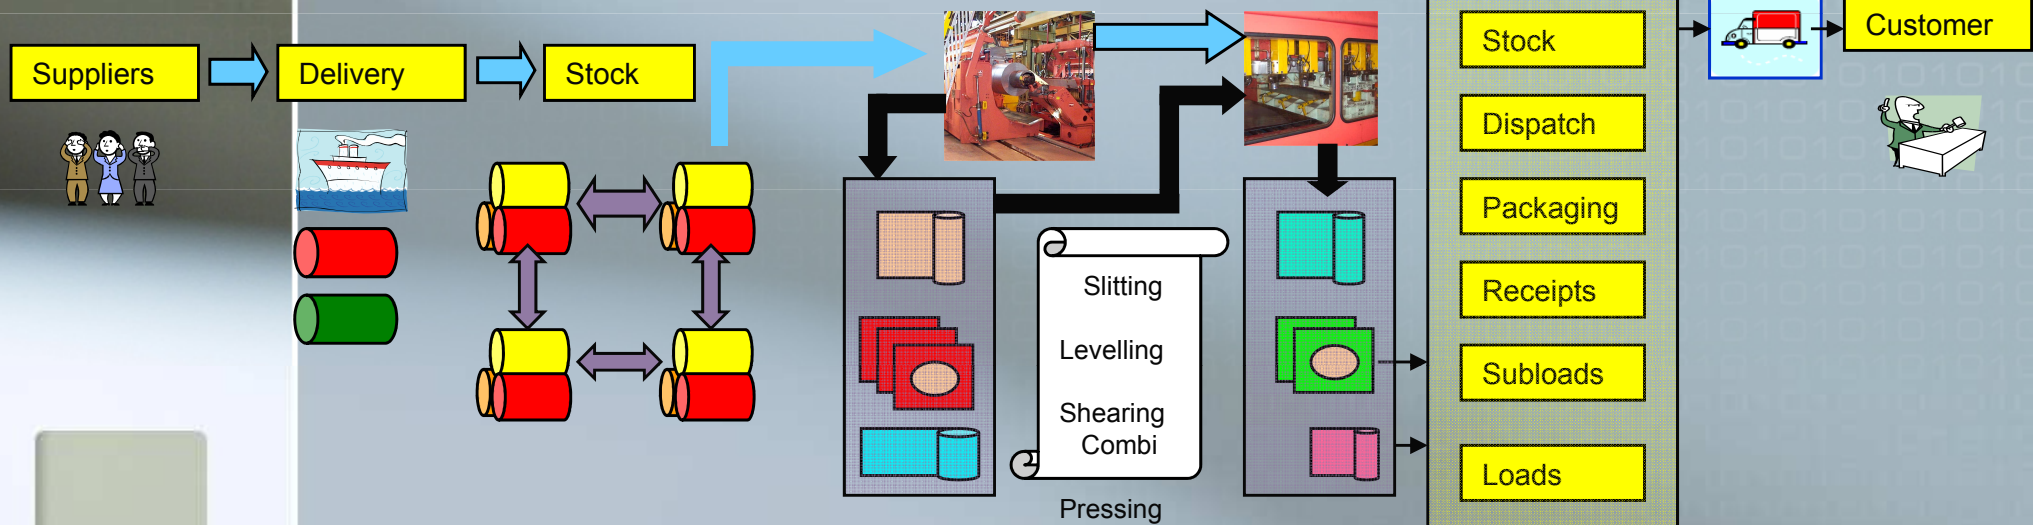 Suppliers
Delivery
Stock
Slitting
Levelling
Shearing
Combi
Pressing
Stock
Dispatch
Packaging
Receipts
Subloads
Loads
Customer